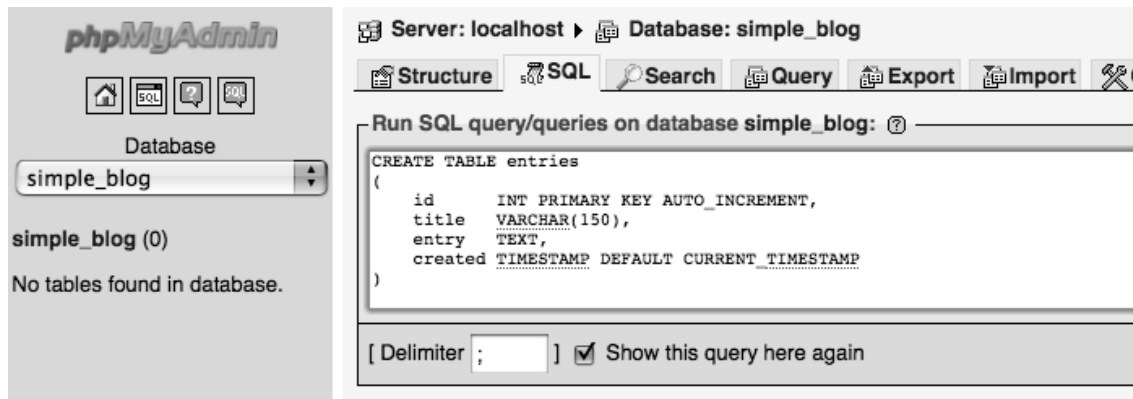 phpMyAdmin
SQL
?
SQL
Database
simple_blog
simple_blog (0)
No tables found in database.
Server: localhost ▸ Database: simple_blog
Structure SQL Search Query Export Import
Run SQL query/queries on database simple_blog: ?
CREATE TABLE entries
(
id INT PRIMARY KEY AUTO_INCREMENT,
title VARCHAR(150),
entry TEXT,
created TIMESTAMP DEFAULT CURRENT_TIMESTAMP
)
[ Delimiter ; ] Show this query here again